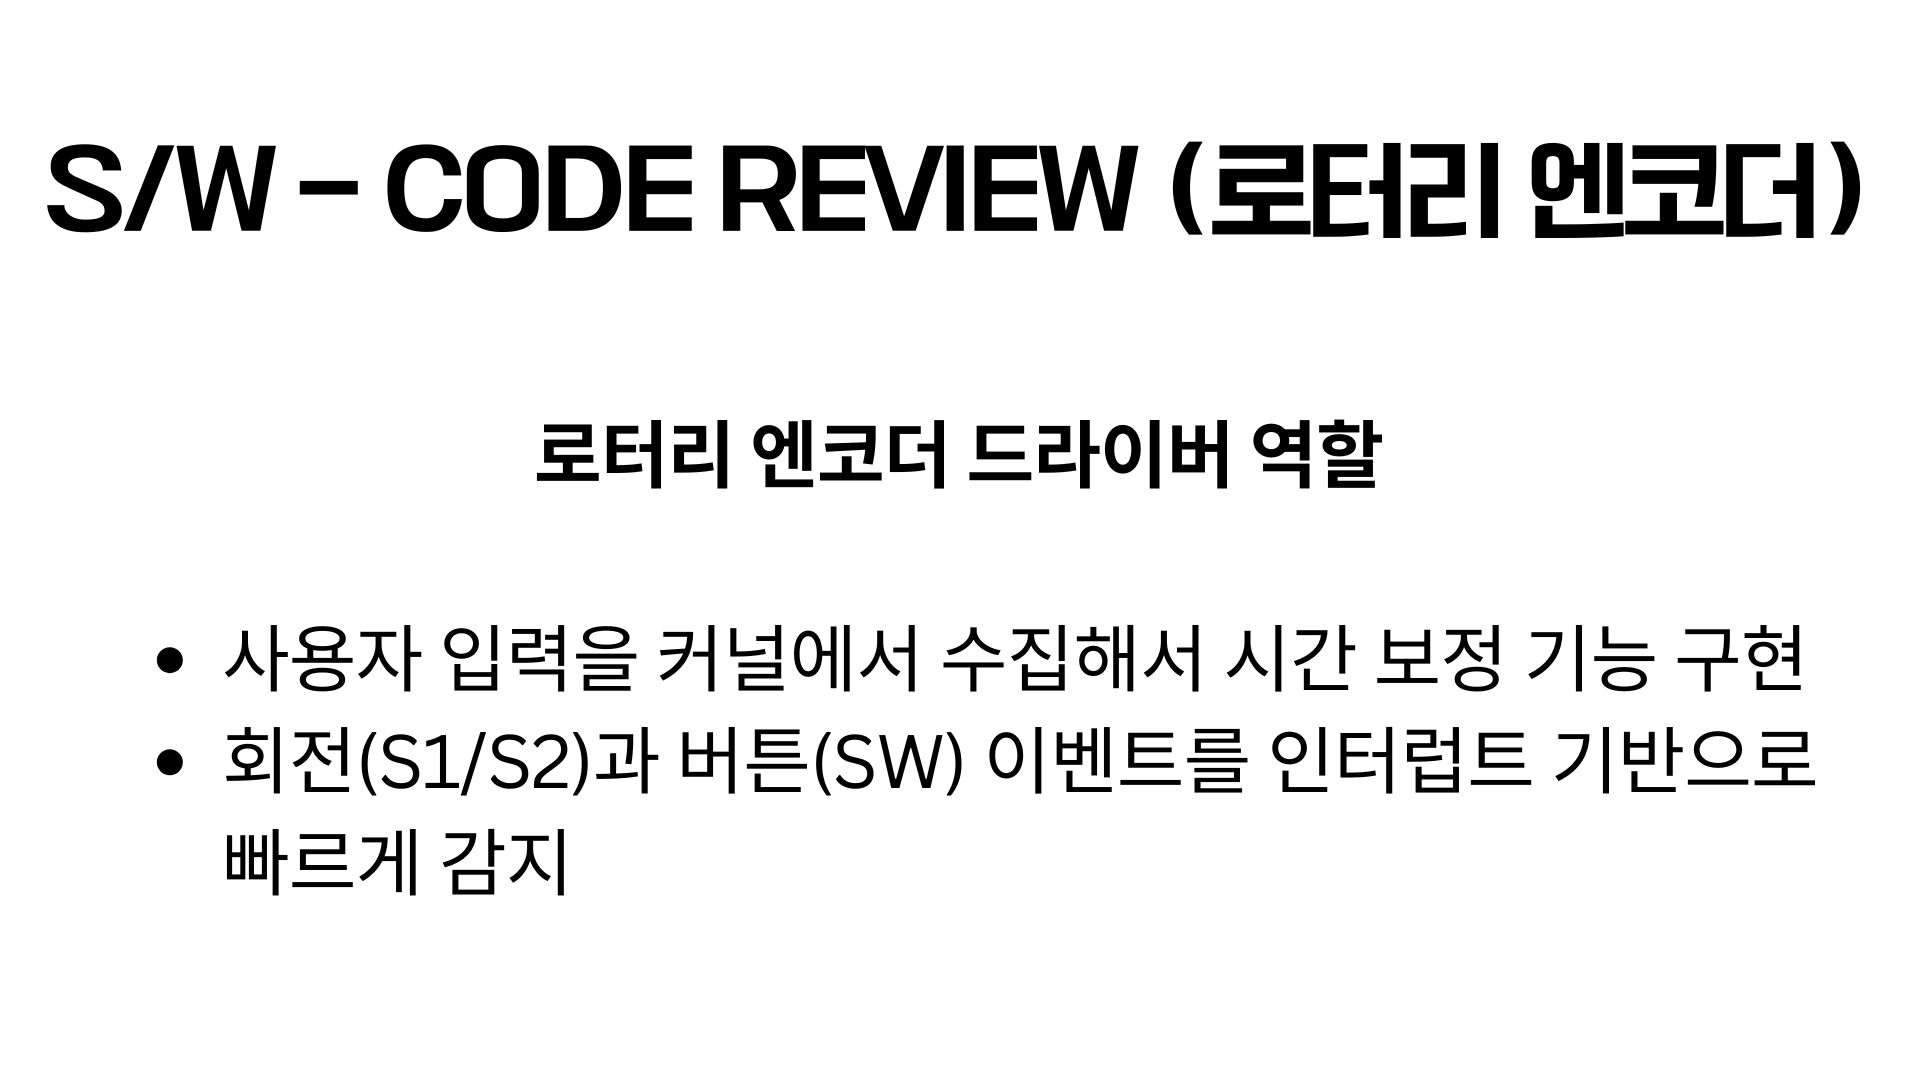 S/W – CODE REVIEW (로터리 엔코더)
로터리 엔코더 드라이버 역할
• 사용자 입력을 커널에서 수집해서 시간 보정 기능 구현
• 회전(S1/S2)과 버튼(SW) 이벤트를 인터럽트 기반으로
빠르게 감지